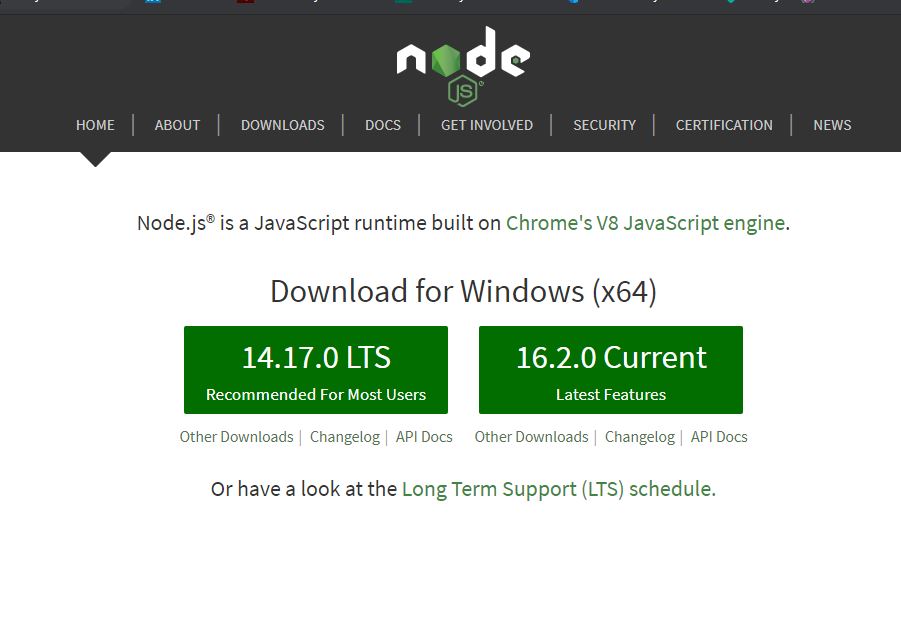 node
JS®
HOME | ABOUT | DOWNLOADS | DOCS | GET INVOLVED | SECURITY | CERTIFICATION | NEWS
Node.js® is a JavaScript runtime built on Chrome's V8 JavaScript engine.
Download for Windows (x64)
14.17.0 LTS
Recommended For Most Users
16.2.0 Current
Latest Features
Other Downloads | Changelog | API Docs
Other Downloads | Changelog | API Docs
Or have a look at the Long Term Support (LTS) schedule.